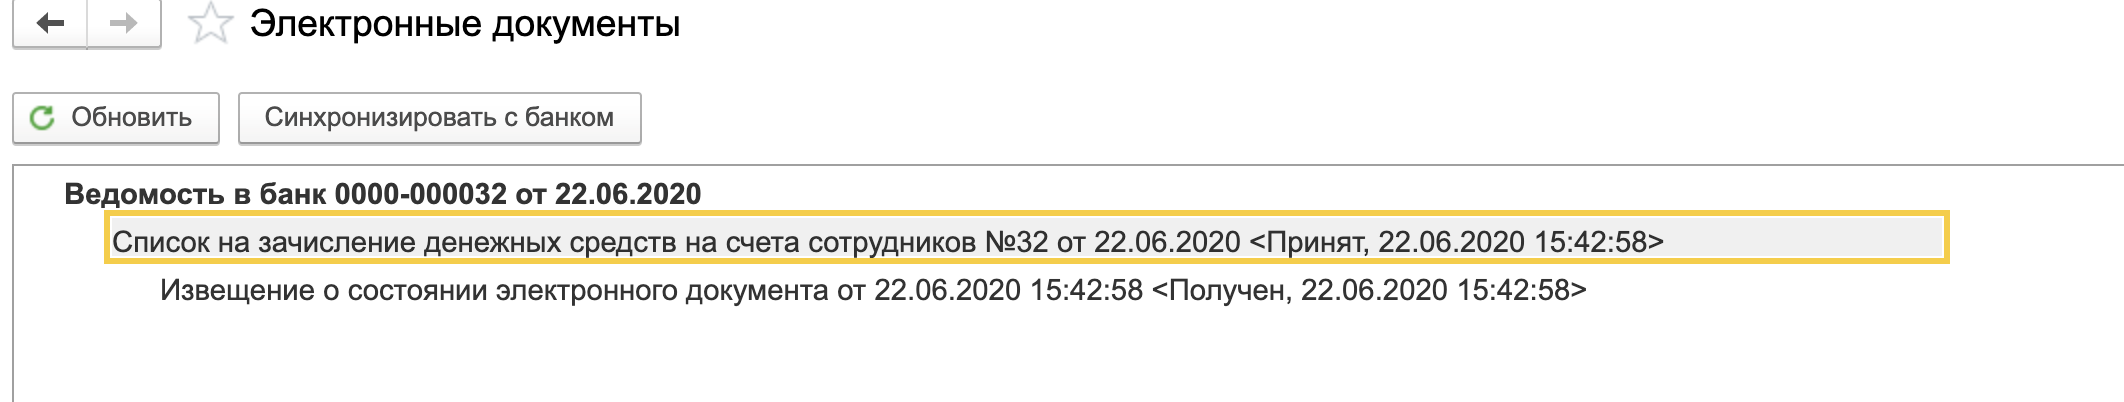 Электронные документы
Обновить
Синхронизировать с банком
Ведомость в банк 0000-000032 от 22.06.2020
Список на зачисление денежных средств на счета сотрудников №32 от 22.06.2020 <Принят, 22.06.2020 15:42:58>
Извещение о состоянии электронного документа от 22.06.2020 15:42:58 <Получен, 22.06.2020 15:42:58>